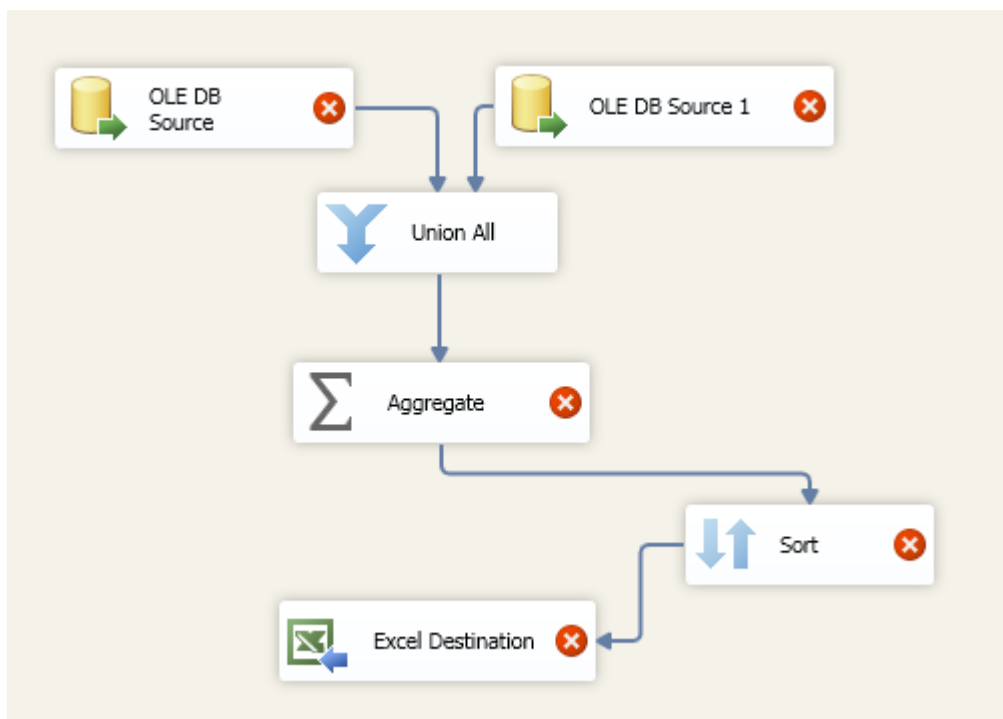 OLE DB
Source
OLE DB Source 1
Union All
Aggregate
Sort
Excel Destination